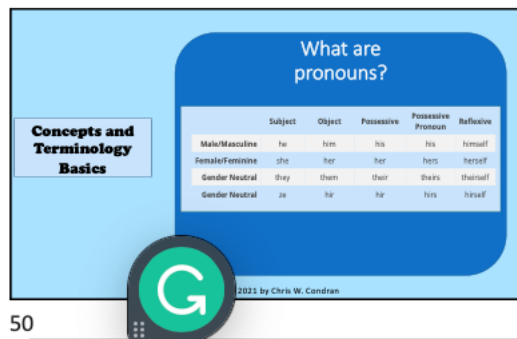 What are
pronouns?
Concepts and
Terminology
Basics
Subject Object Possessive Possessive Pronoun Reflexive
Male/Masculine he him his his himself
Female/Feminine she her her hers herself
Gender Neutral they them their theirs theirself
Gender Neutral ze hir hir hirs hirself
2021 by Chris W. Condran
50